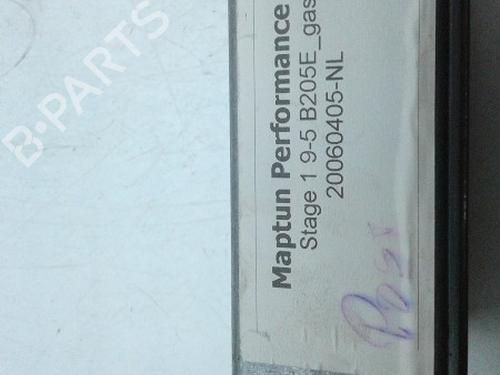 Maptun Performance
Stage 1 9-5 B205E_gas
20060405-NL
B-PARTS